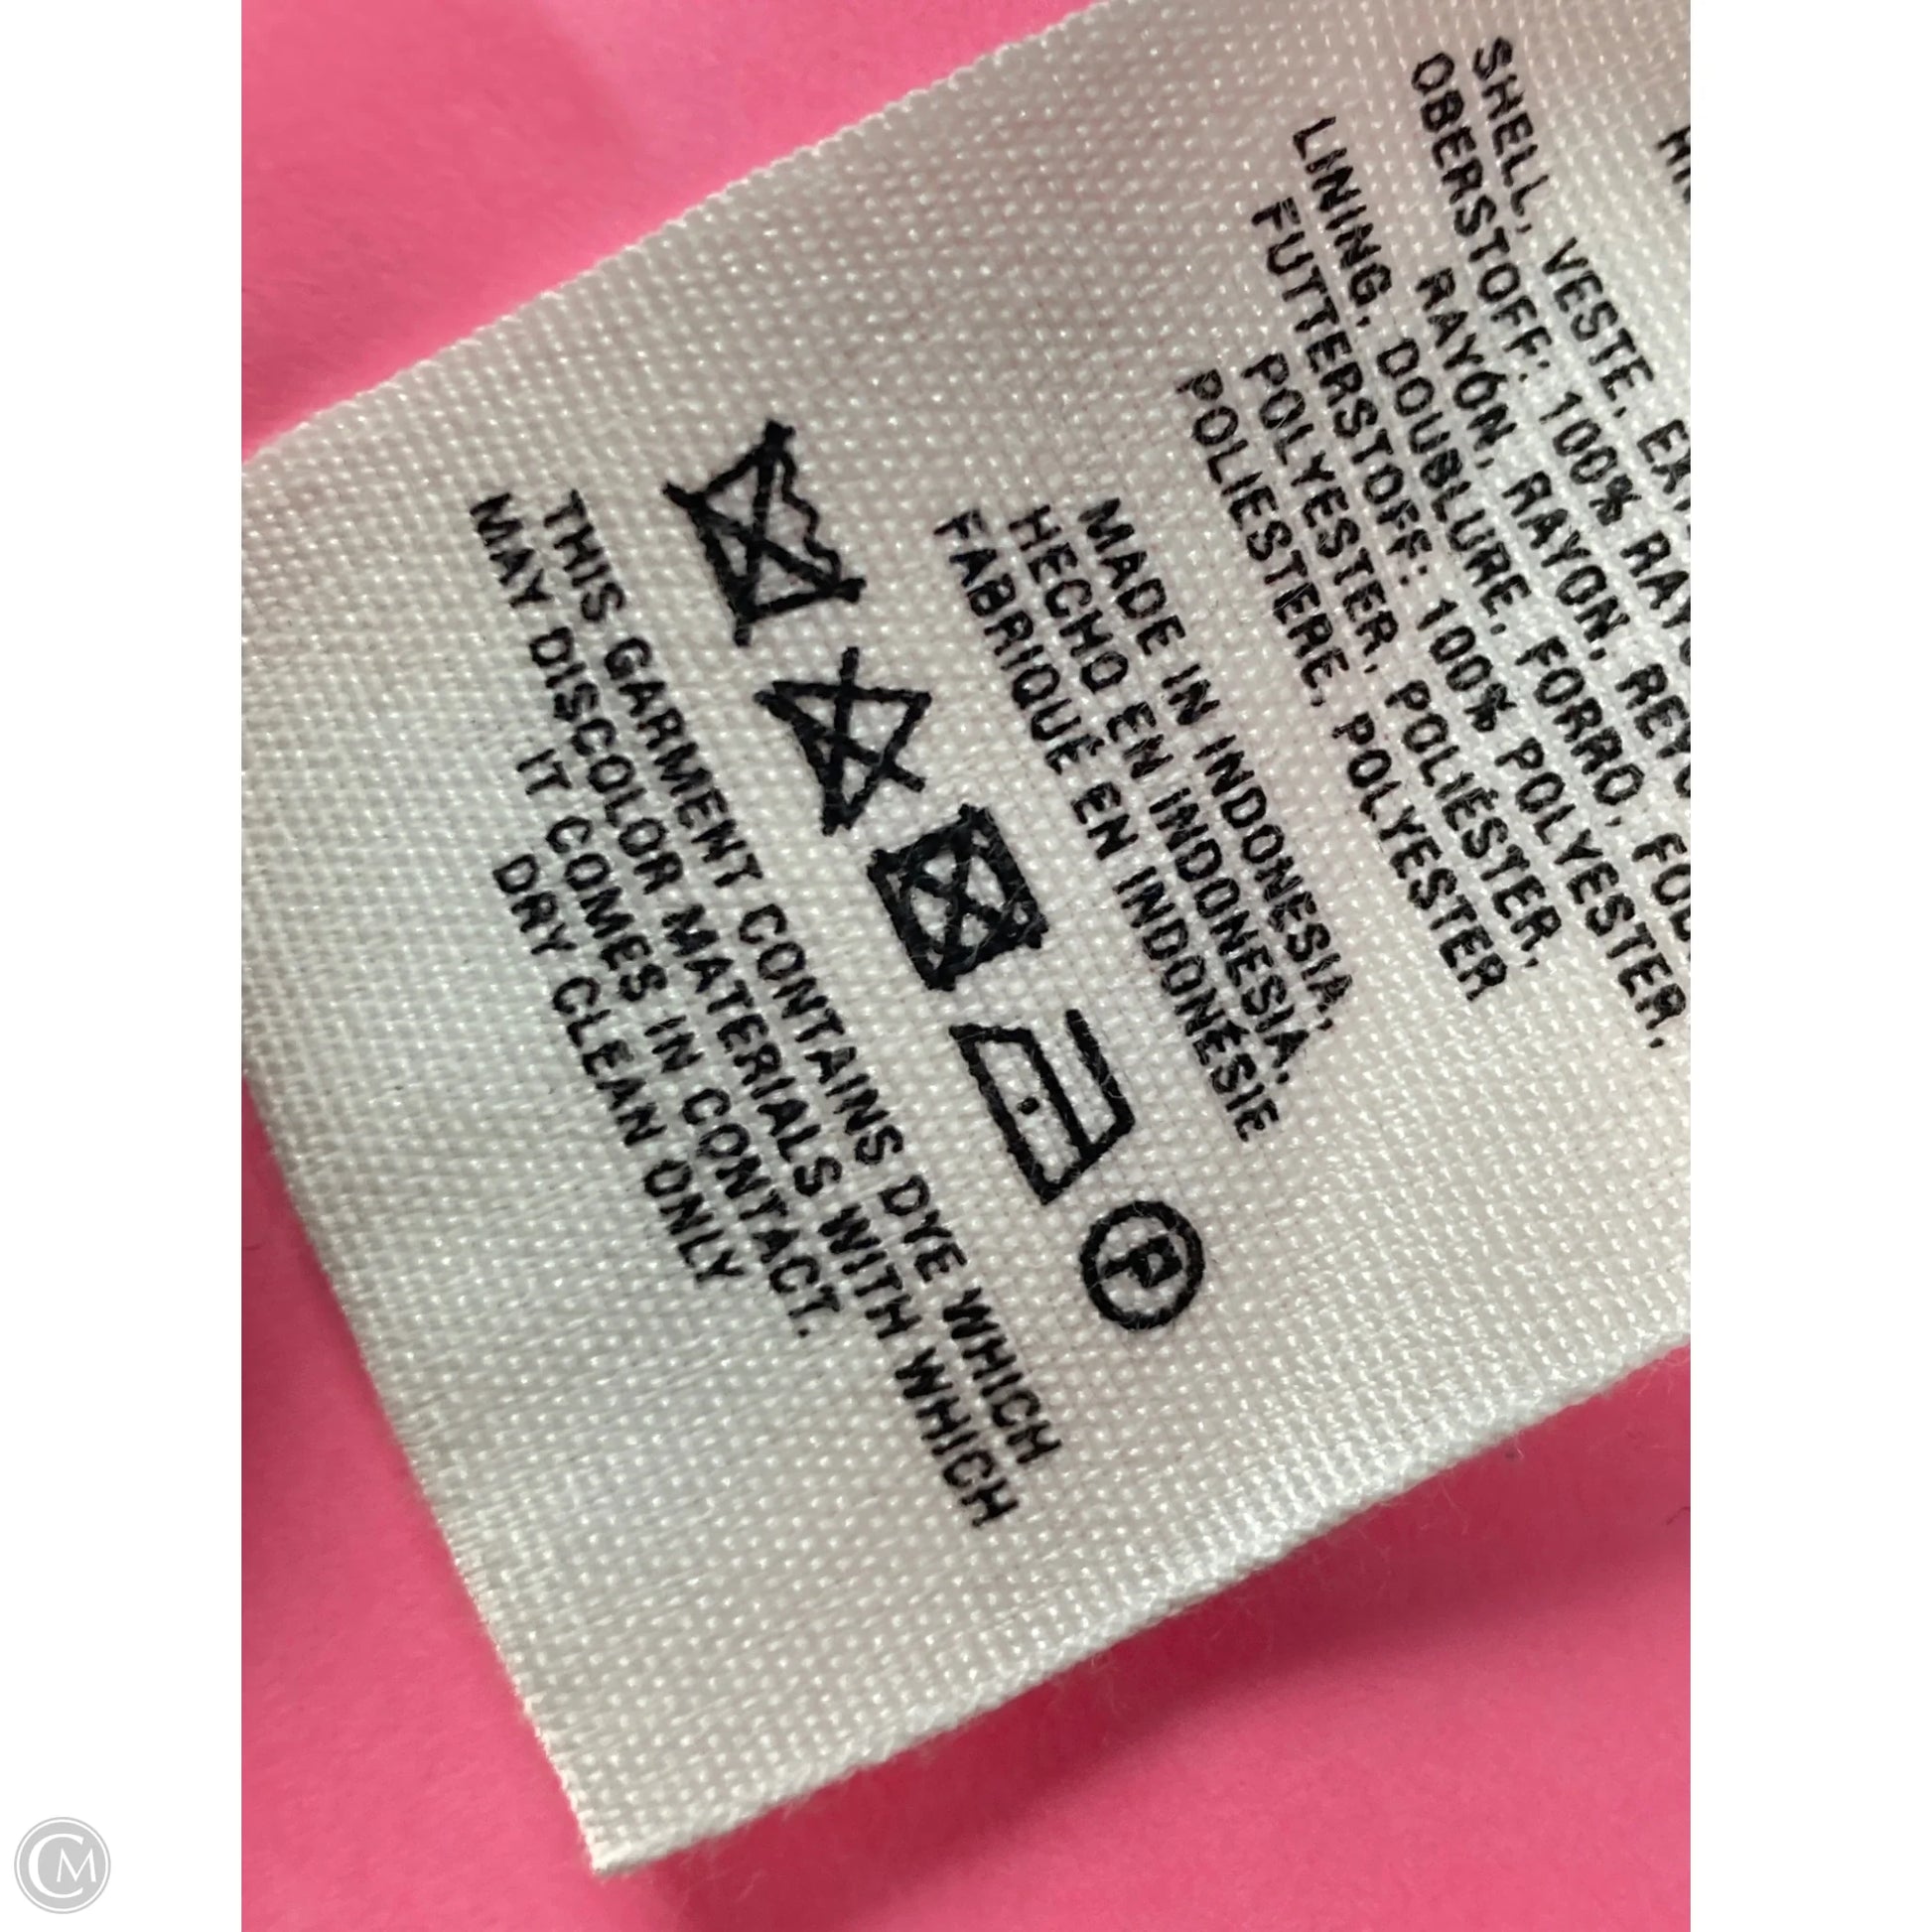 SHELL, VESTE,
OBERSTOFF: 100%
RAYÓN, RAYON,
LINING, DOUBLURE, FORRO,
FUTTERSTOFF: 100% POLYESTER,
POLYESTER, POLIÉSTER,
POLIESTERE, POLYESTER
MADE IN INDONESIA,
HECHO EN INDONESIA,
FABRIQUÉ EN INDONÉSIE
P
THIS GARMENT CONTAINS DYE WHICH
MAY DISCOLOR MATERIALS WITH WHICH
IT COMES IN CONTACT.
DRY CLEAN ONLY
CM